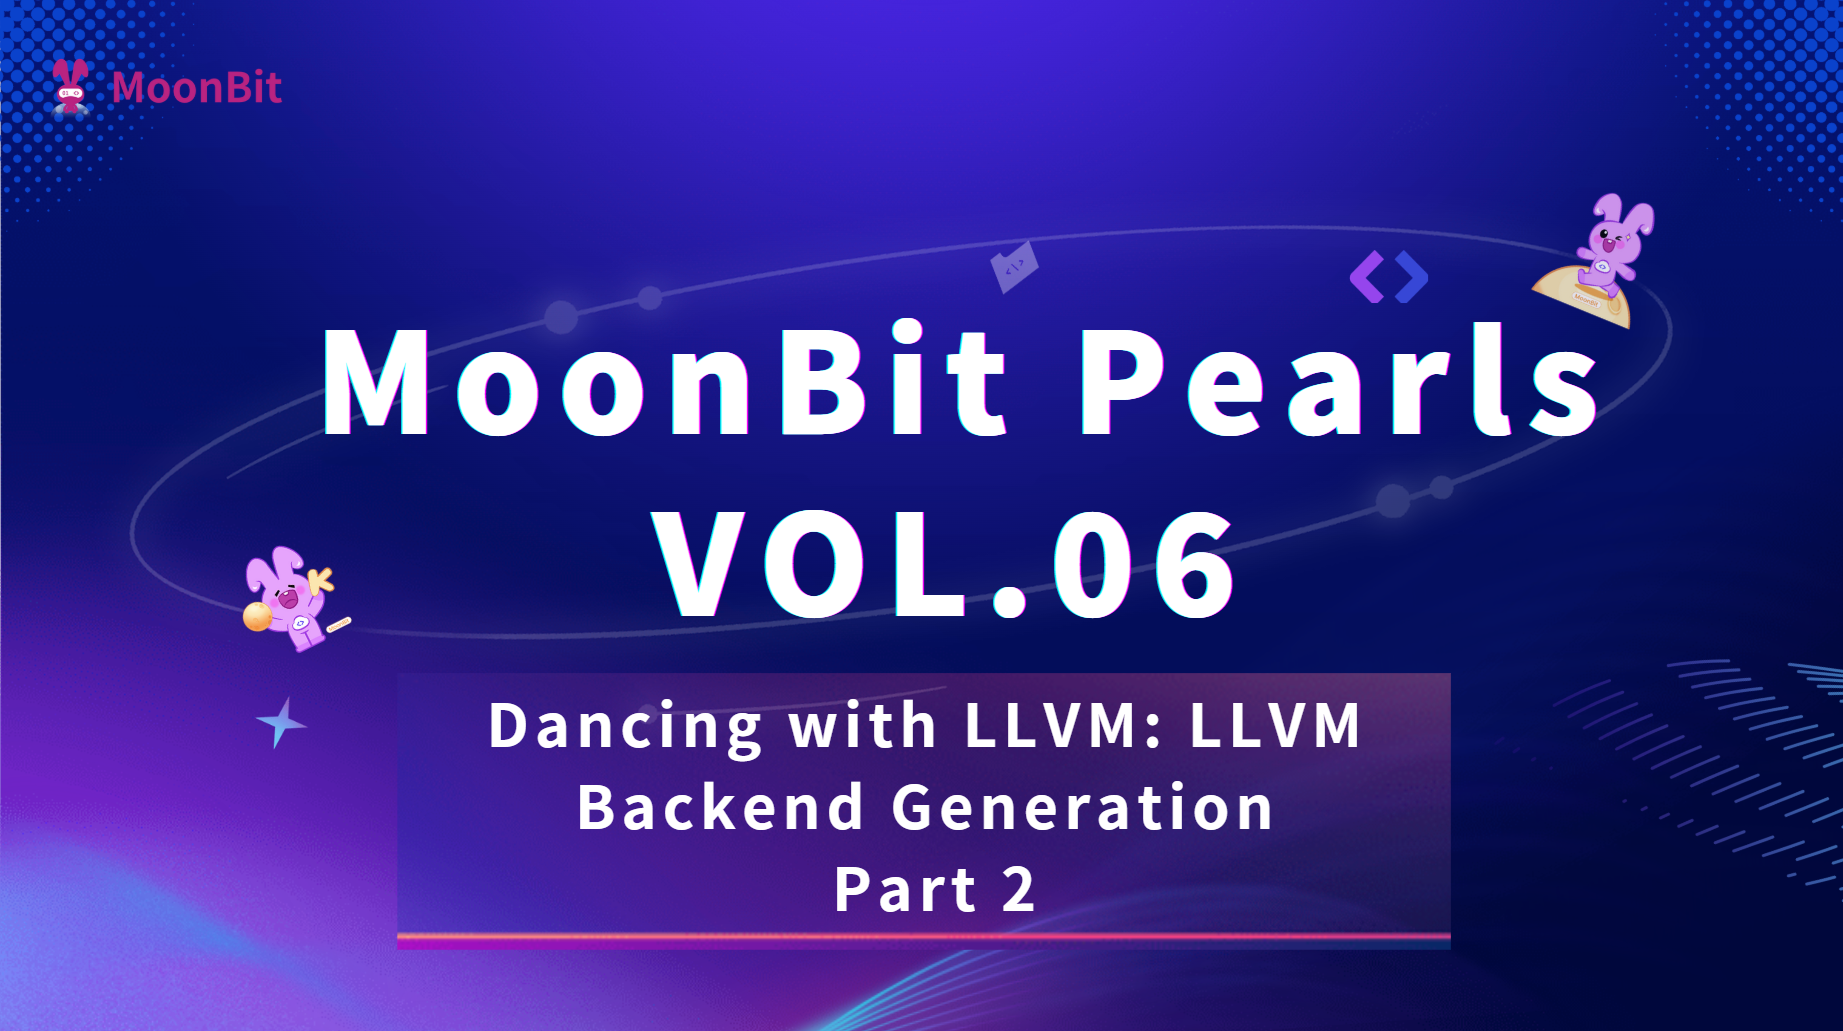 MoonBit
MoonBit Pearls
VOL.06
Dancing with LLVM: LLVM
Backend Generation
Part 2